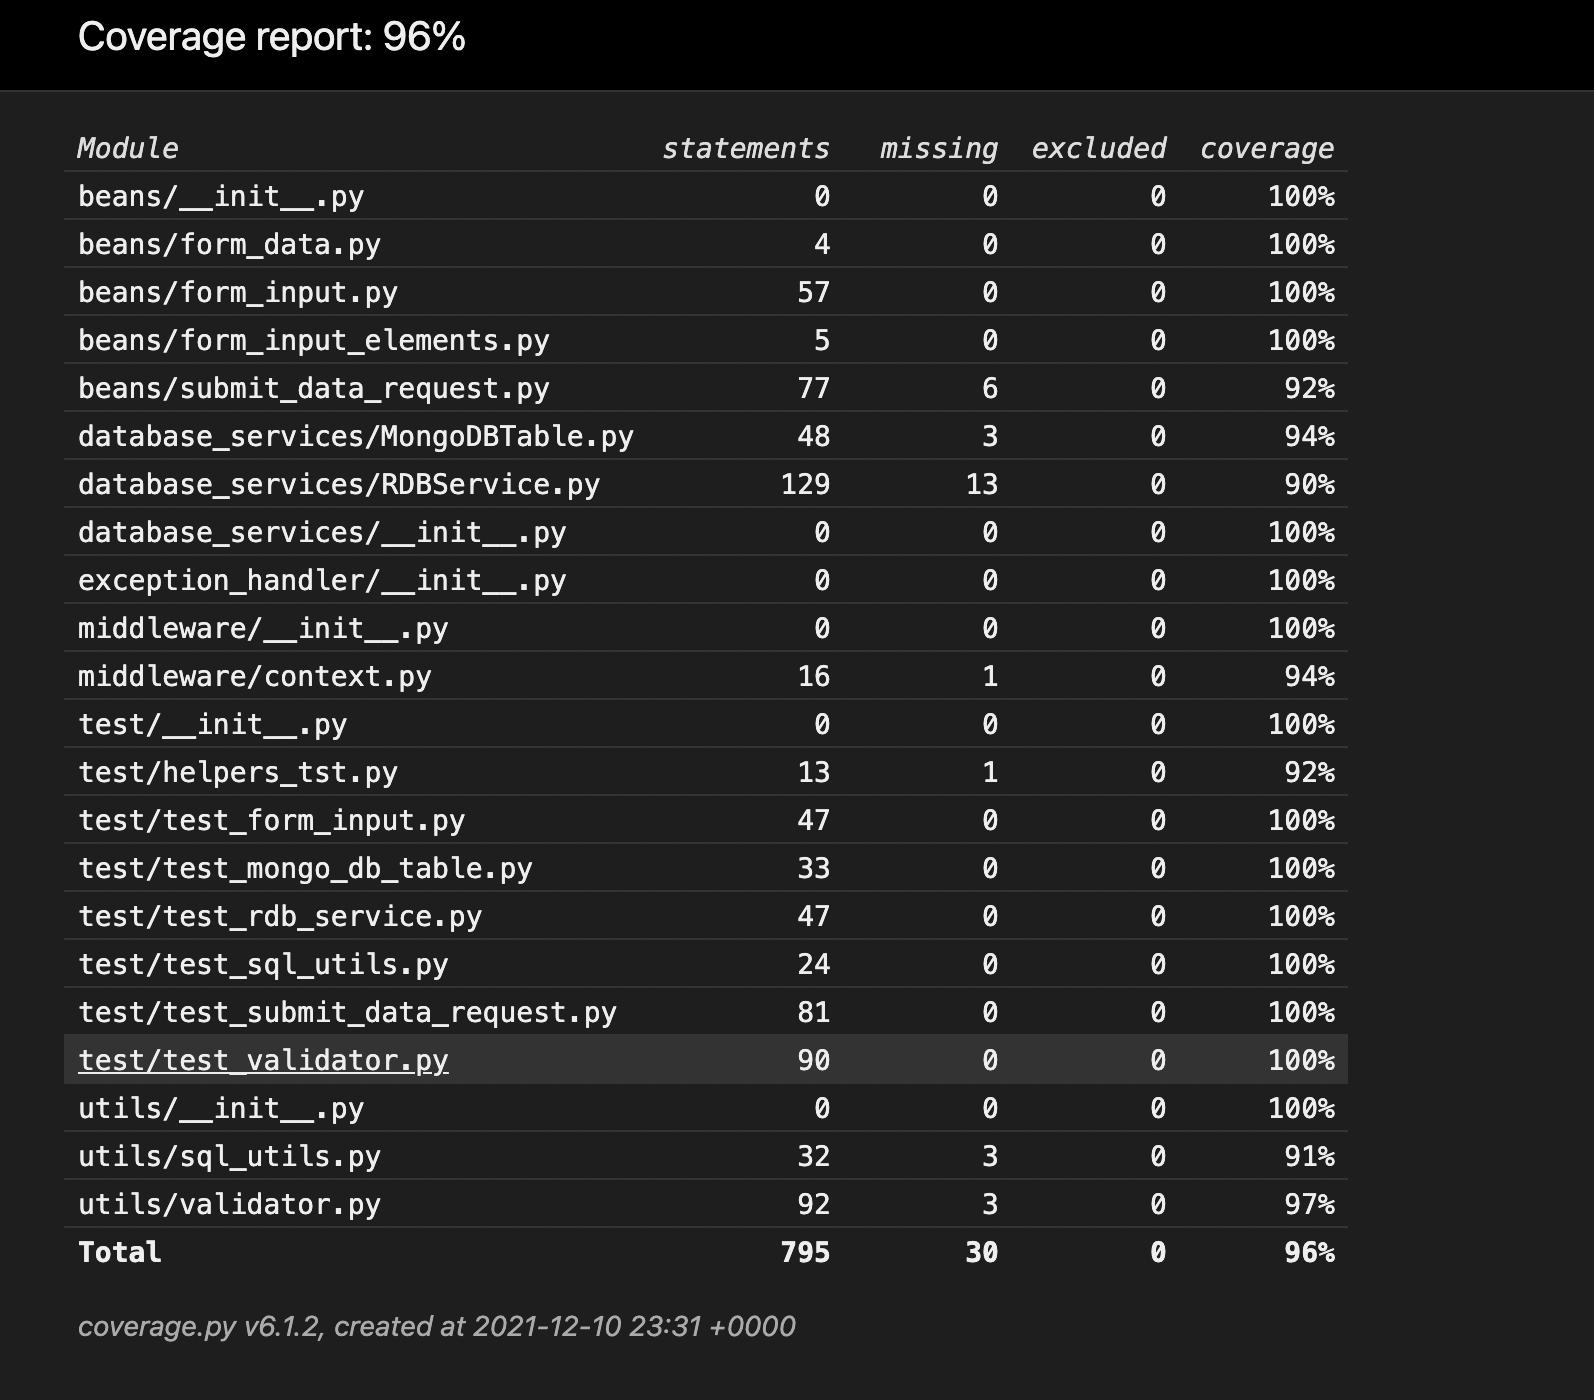 Coverage report: 96%
Module statements missing excluded coverage
beans/__init__.py 0 0 0 100%
beans/form_data.py 4 0 0 100%
beans/form_input.py 57 0 0 100%
beans/form_input_elements.py 5 0 0 100%
beans/submit_data_request.py 77 6 0 92%
database_services/MongoDBTable.py 48 3 0 94%
database_services/RDBService.py 129 13 0 90%
database_services/__init__.py 0 0 0 100%
exception_handler/__init__.py 0 0 0 100%
middleware/__init__.py 0 0 0 100%
middleware/context.py 16 1 0 94%
test/__init__.py 0 0 0 100%
test/helpers_tst.py 13 1 0 92%
test/test_form_input.py 47 0 0 100%
test/test_mongo_db_table.py 33 0 0 100%
test/test_rdb_service.py 47 0 0 100%
test/test_sql_utils.py 24 0 0 100%
test/test_submit_data_request.py 81 0 0 100%
test/test_validator.py 90 0 0 100%
utils/__init__.py 0 0 0 100%
utils/sql_utils.py 32 3 0 91%
utils/validator.py 92 3 0 97%
Total 795 30 0 96%
coverage.py v6.1.2, created at 2021-12-10 23:31 +0000